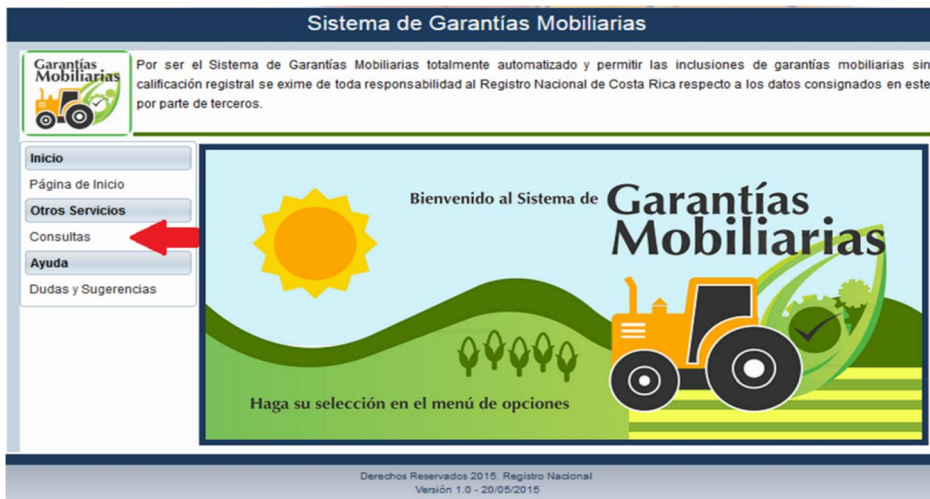 Sistema de Garantías Mobiliarias
Garantías
Mobiliarias
Por ser el Sistema de Garantías Mobiliarias totalmente automatizado y permitir las inclusiones de garantías mobiliarias sin
calificación registral se exime de toda responsabilidad al Registro Nacional de Costa Rica respecto a los datos consignados en este
por parte de terceros.
Inicio
Página de Inicio
Otros Servicios
Consultas
Ayuda
Dudas y Sugerencias
Bienvenido al Sistema de Garantías
Mobiliarias
Haga su selección en el menú de opciones
Derechos Reservados 2015. Registro Nacional
Versión 1.0 - 20/05/2015